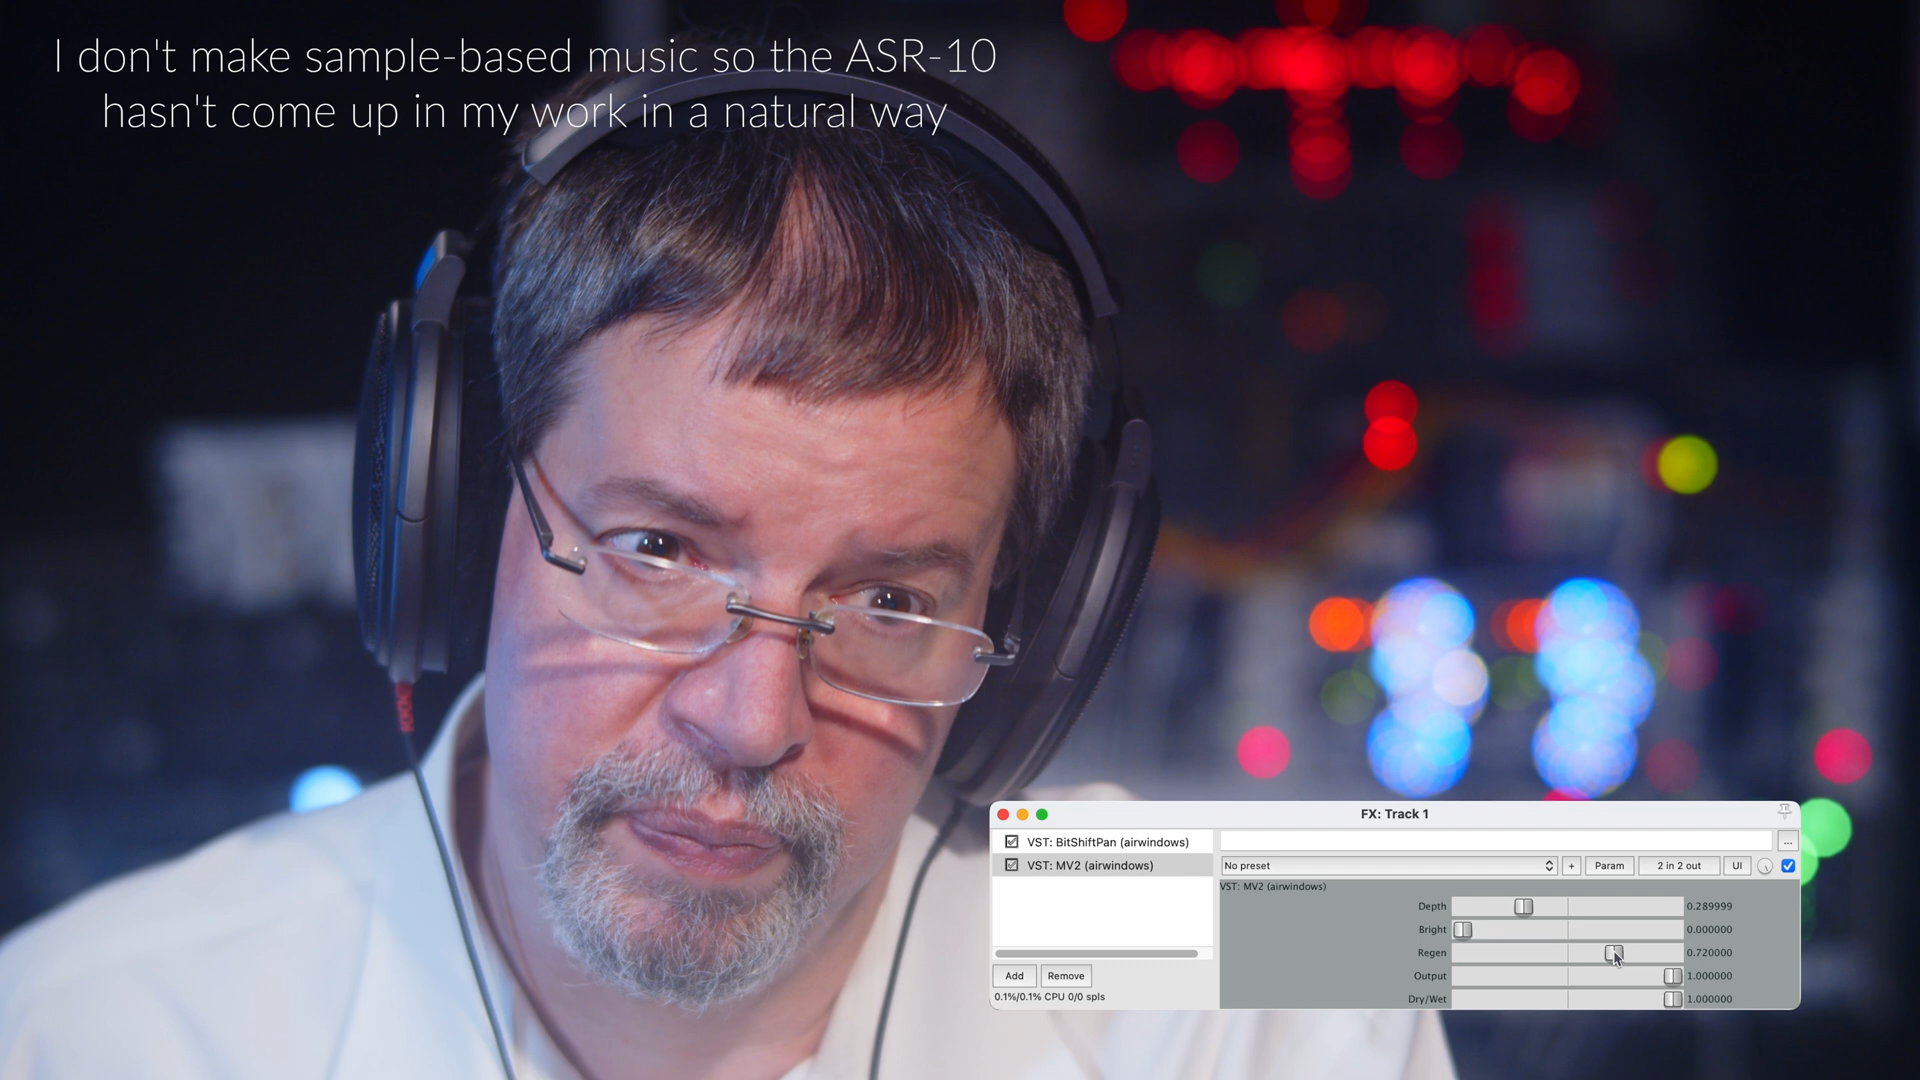 I don't make sample-based music so the ASR-10
hasn't come up in my work in a natural way
FX: Track 1
VST: BitShiftPan (airwindows)
VST: MV2 (airwindows)
...
No preset
+
Param
2 in 2 out
UI
VST: MV2 (airwindows)
Depth 0.289999
Bright 0.000000
Regen 0.720000
Output 1.000000
Dry/Wet 1.000000
Add Remove
0.1%/0.1% CPU 0/0 spls